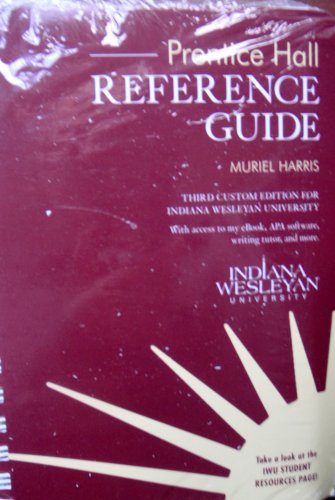 Prentice Hall
REFERENCE
GUIDE
MURIEL HARRIS
THIRD CUSTOM EDITION FOR
INDIANA WESLEYAN UNIVERSITY
With access to my eBook, APA software,
writing tutor, and more.
INDIANA
WESLEYAN
UNIVERSITY
Take a look at the
IWU STUDENT
RESOURCES PAGE!